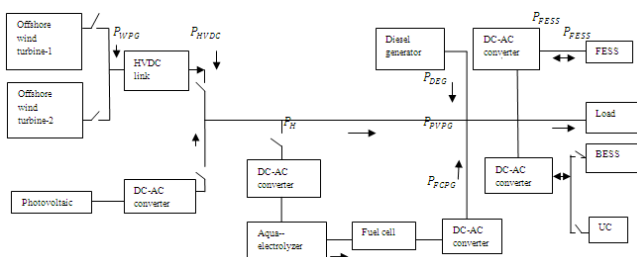 Offshore
wind
turbine-1
P_WPG
P_HVDC
HVDC
link
Diesel
generator
DC-AC
converter
P_FESS
P_FESS
FESS
P_DEG
Offshore
wind
turbine-2
P_H
P_PVPG
Load
DC-AC
converter
P_FCPG
DC-AC
converter
BESS
Photovoltaic
DC-AC
converter
Aqua--
electrolyzer
Fuel cell
DC-AC
converter
UC